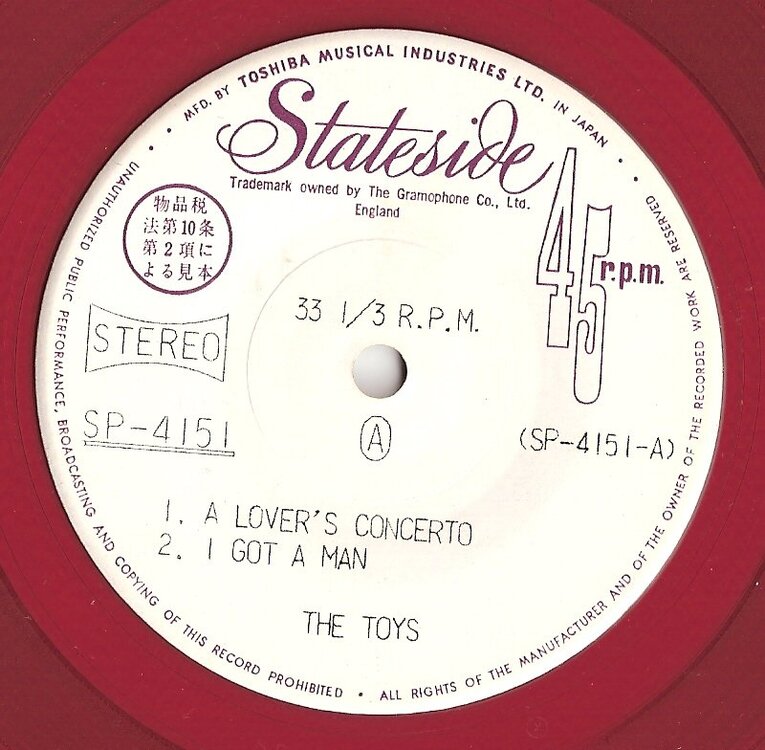 • • MFD. BY TOSHIBA MUSICAL INDUSTRIES LTD. IN JAPAN • •
Stateside
Trademark owned by The Gramophone Co., Ltd.
England
45 r.p.m.
物品税
法第10条
第2項に
よる見本
33 1/3 R.P.M.
STEREO
SP-4151
A
(SP-4151-A)
1. A LOVER'S CONCERTO
2. I GOT A MAN
THE TOYS
UNAUTHORIZED PUBLIC PERFORMANCE, BROADCASTING AND COPYING OF THIS RECORD PROHIBITED • ALL RIGHTS OF THE MANUFACTURER AND OF THE OWNER OF THE RECORDED WORK ARE RESERVED